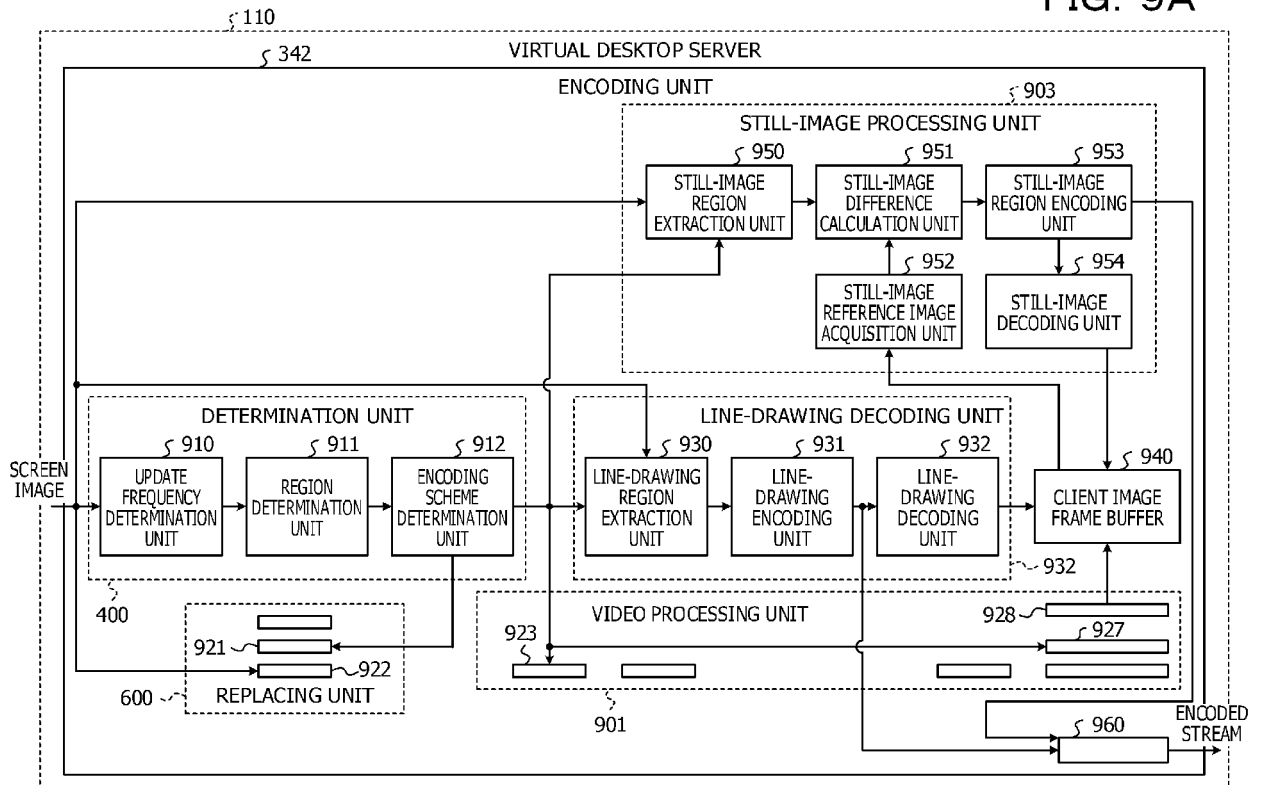 FIG. 9A
110
VIRTUAL DESKTOP SERVER
342
ENCODING UNIT
903
STILL-IMAGE PROCESSING UNIT
950
STILL-IMAGE
REGION
EXTRACTION UNIT
951
STILL-IMAGE
DIFFERENCE
CALCULATION UNIT
953
STILL-IMAGE
REGION ENCODING
UNIT
952
STILL-IMAGE
REFERENCE IMAGE
ACQUISITION UNIT
954
STILL-IMAGE
DECODING UNIT
SCREEN
IMAGE
DETERMINATION UNIT
910
UPDATE
FREQUENCY
DETERMINATION
UNIT
911
REGION
DETERMINATION
UNIT
912
ENCODING
SCHEME
DETERMINATION
UNIT
400
LINE-DRAWING DECODING UNIT
930
LINE-DRAWING
REGION
EXTRACTION
UNIT
931
LINE-
DRAWING
ENCODING
UNIT
932
LINE-
DRAWING
DECODING
UNIT
932
940
CLIENT IMAGE
FRAME BUFFER
921
922
REPLACING UNIT
600
VIDEO PROCESSING UNIT
923
928
927
901
960
ENCODED
STREAM